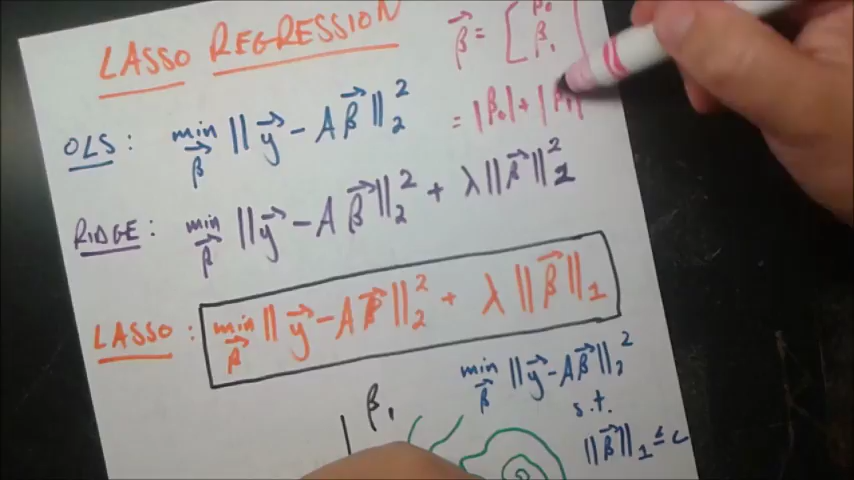 LASSO REGRESSION
β⃗ = [β₀ β₁]
= |β₀| + |β₁|
OLS: min β⃗ ||y⃗ - Aβ⃗||₂²
RIDGE: min β⃗ ||y⃗ - Aβ⃗||₂² + λ||β⃗||₂²
LASSO: min β⃗ ||y⃗ - Aβ⃗||₂² + λ||β⃗||₁
min β⃗ ||y⃗ - Aβ⃗||₂²
s.t.
||β⃗||₁ ≤ c
β₁